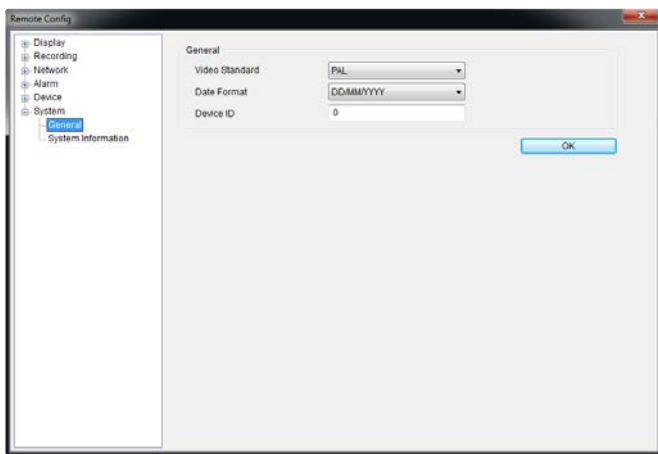 Remote Config
Display
Recording
Network
Alarm
Device
System
General
System Information
General
Video Standard PAL
Date Format DD/MM/YYYY
Device ID 0
OK